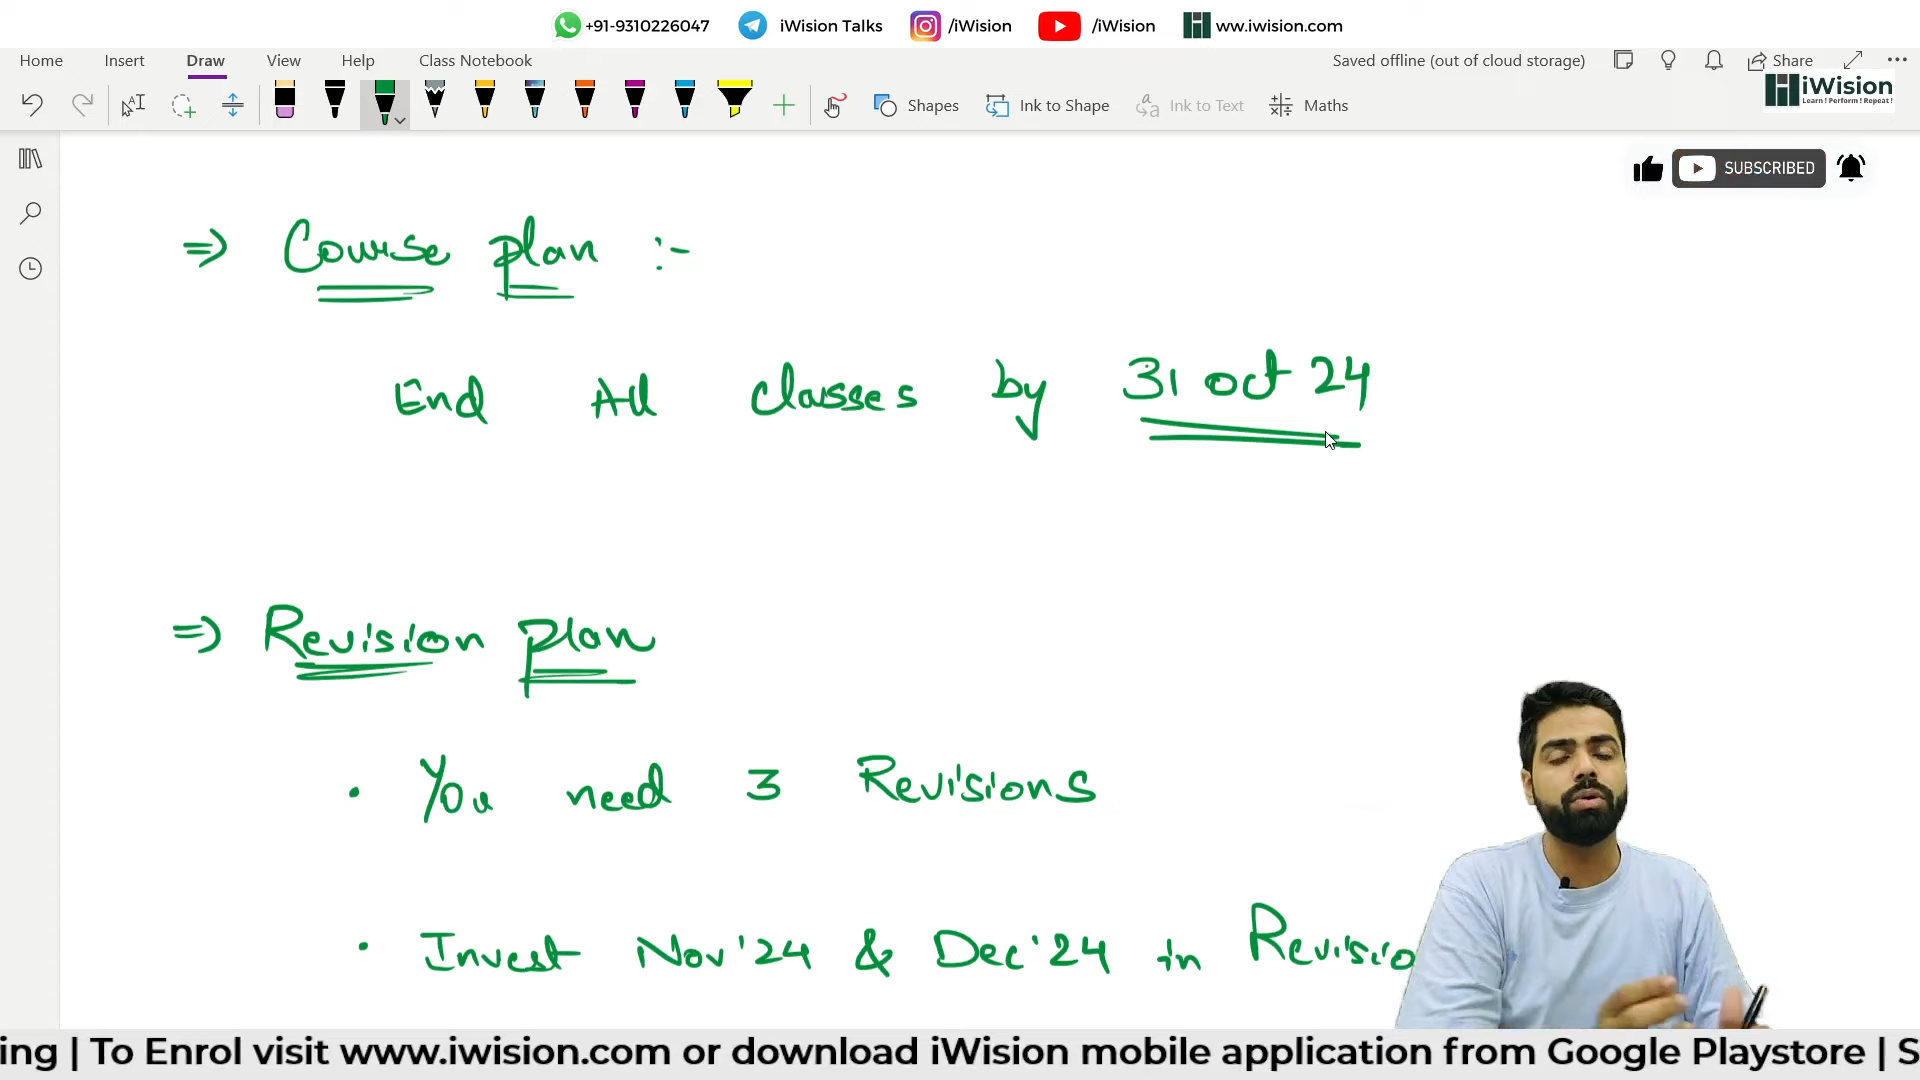 +91-9310226047 iWision Talks /iWision /iWision ww.iwision.com
Home Insert Draw View Help Class Notebook Saved offline (out of cloud storage) Share
Shapes Ink to Shape Ink to Text Maths
iWision
Learn ! Perform ! Repeat !
SUBSCRIBED
⇒ Course plan :-
End All classes by 31 oct 24
⇒ Revision plan
• You need 3 Revisions
• Invest Nov'24 & Dec'24 in Revisio
ing | To Enrol visit www.iwision.com or download iWision mobile application from Google Playstore | S